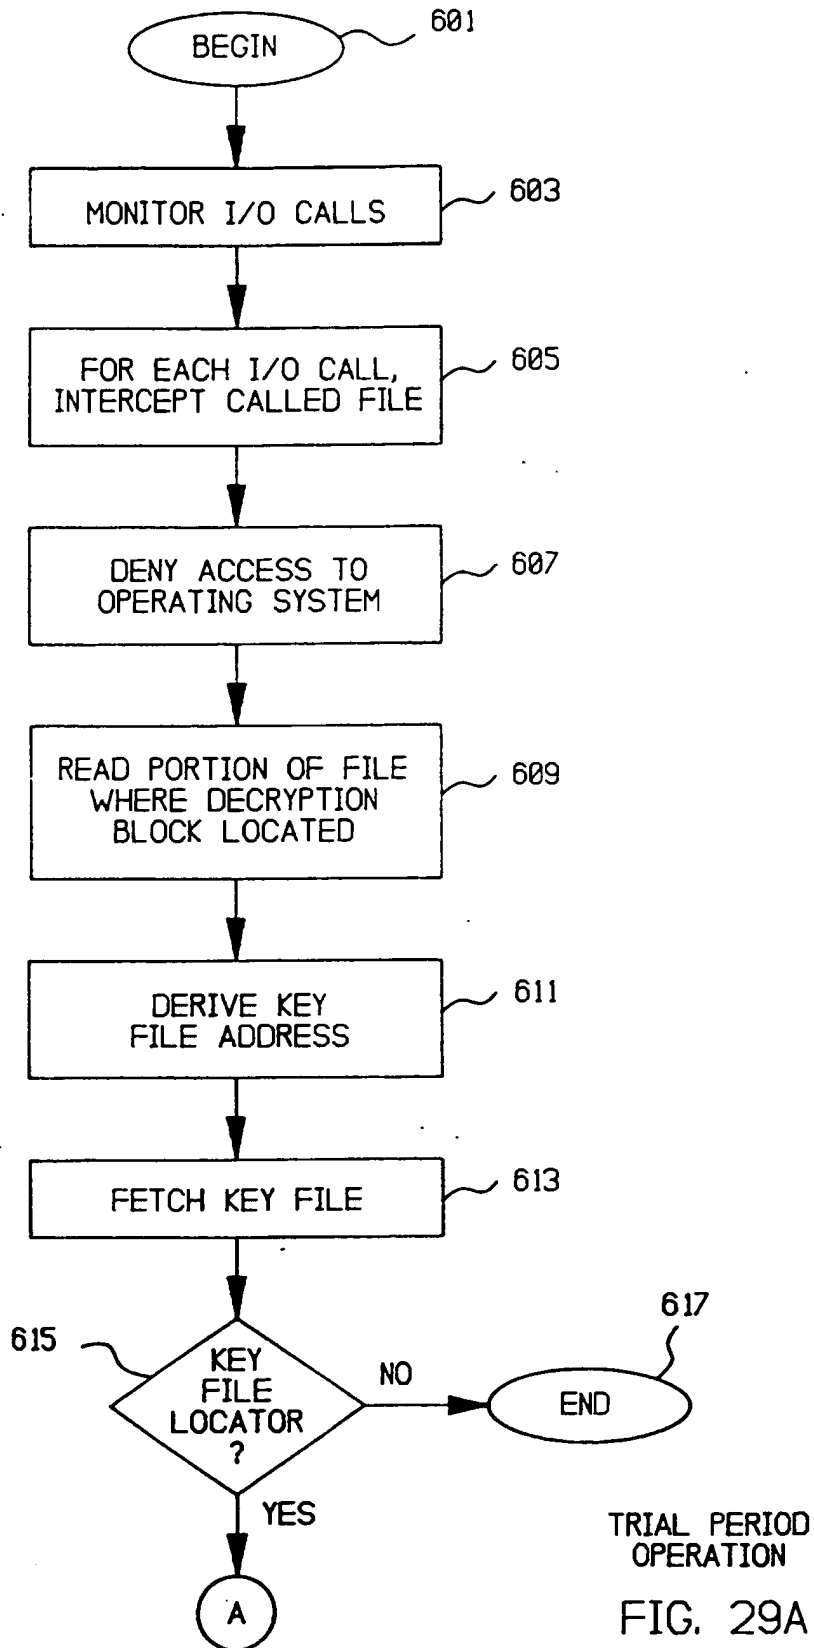 BEGIN
601
MONITOR I/O CALLS
603
FOR EACH I/O CALL,
INTERCEPT CALLED FILE
605
DENY ACCESS TO
OPERATING SYSTEM
607
READ PORTION OF FILE
WHERE DECRYPTION
BLOCK LOCATED
609
DERIVE KEY
FILE ADDRESS
611
FETCH KEY FILE
613
615
KEY
FILE
LOCATOR
?
NO
617
END
YES
A
TRIAL PERIOD
OPERATION
FIG. 29A